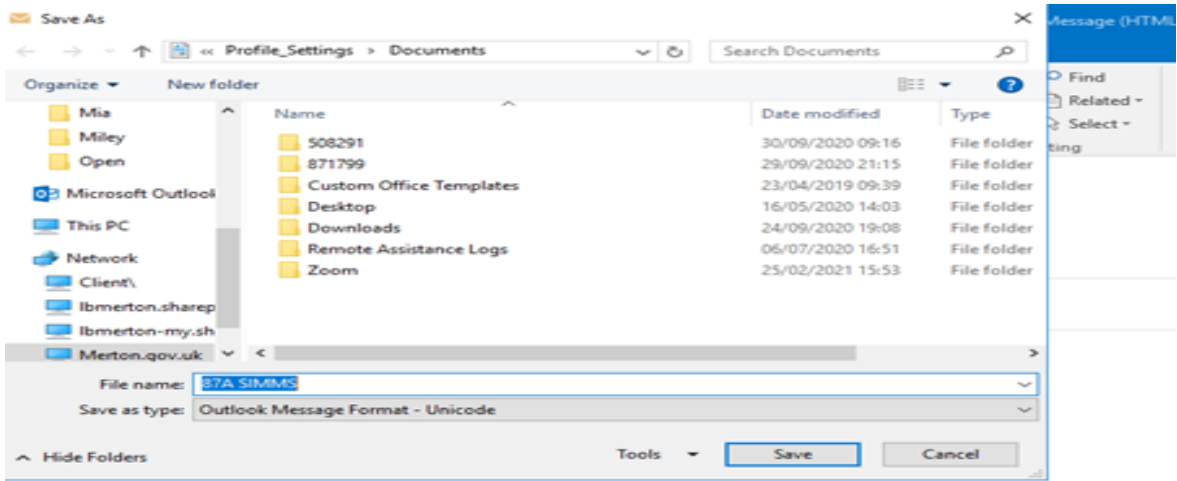 Save As
Message (HTML
« Profile_Settings > Documents
Search Documents
Find
Organize
New folder
?
Related
Mia
Name
Date modified
Type
Select
Miley
508291
30/09/2020 09:16
File folder
ting
Open
871799
29/09/2020 21:15
File folder
Custom Office Templates
23/04/2019 09:39
File folder
Microsoft Outlook
Desktop
16/05/2020 14:03
File folder
This PC
Downloads
24/09/2020 19:08
File folder
Remote Assistance Logs
06/07/2020 16:51
File folder
Network
Zoom
25/02/2021 15:53
File folder
Client\
lbmerton.sharep
lbmerton-my.sh
Merton.gov.uk
File name: 87A SIMMS
Save as type: Outlook Message Format - Unicode
Hide Folders
Tools
Save
Cancel